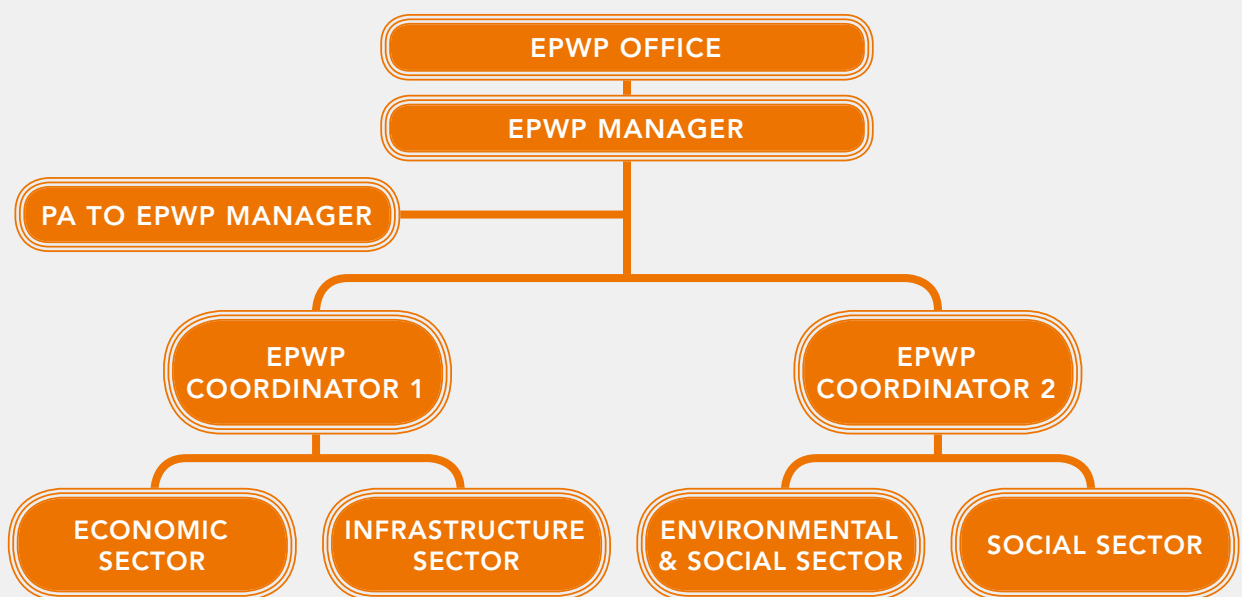 EPWP OFFICE
EPWP MANAGER
PA TO EPWP MANAGER
EPWP
COORDINATOR 1
EPWP
COORDINATOR 2
ECONOMIC
SECTOR
INFRASTRUCTURE
SECTOR
ENVIRONMENTAL
& SOCIAL SECTOR
SOCIAL SECTOR